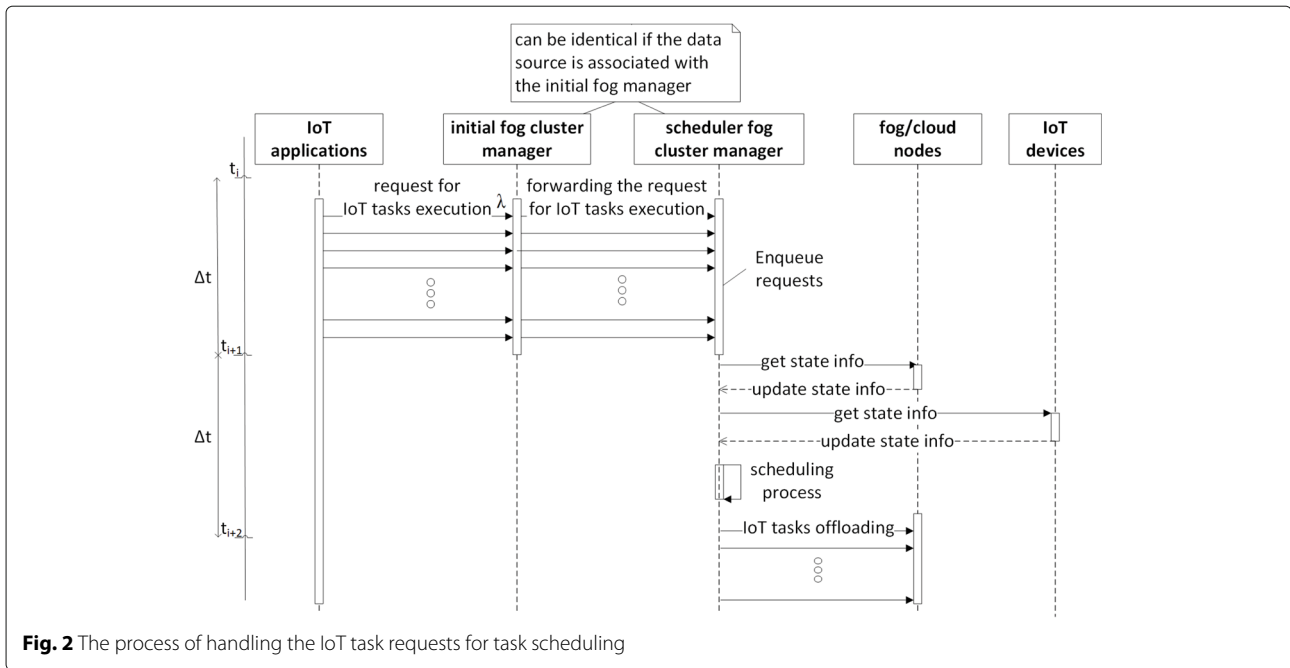 can be identical if the data
source is associated with
the initial fog manager
IoT
applications
initial fog cluster
manager
scheduler fog
cluster manager
fog/cloud
nodes
IoT
devices
tᵢ
request for
IoT tasks execution
λ
forwarding the request
for IoT tasks execution
Δt
Enqueue
requests
tᵢ₊₁
get state info
update state info
get state info
Δt
update state info
scheduling
process
tᵢ₊₂
IoT tasks offloading
Fig. 2 The process of handling the IoT task requests for task scheduling